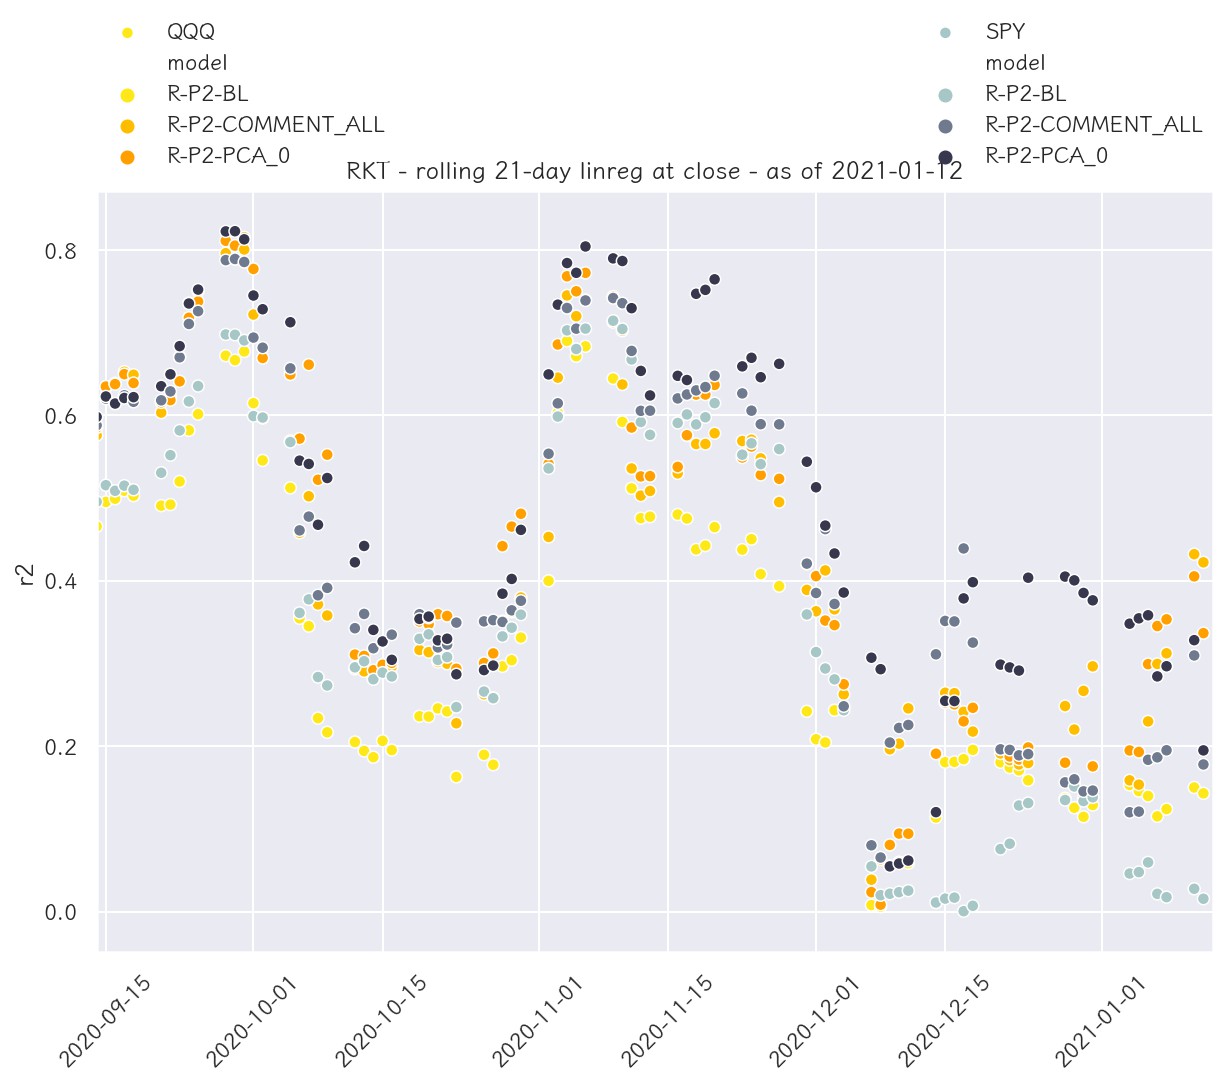 QQQ
model
R-P2-BL
R-P2-COMMENT_ALL
R-P2-PCA_0
SPY
model
R-P2-BL
R-P2-COMMENT_ALL
R-P2-PCA_0
RKT - rolling 21-day linreg at close - as of 2021-01-12
0.8
0.6
0.4
0.2
0.0
r2
2020-09-15
2020-10-01
2020-10-15
2020-11-01
2020-11-15
2020-12-01
2020-12-15
2021-01-01